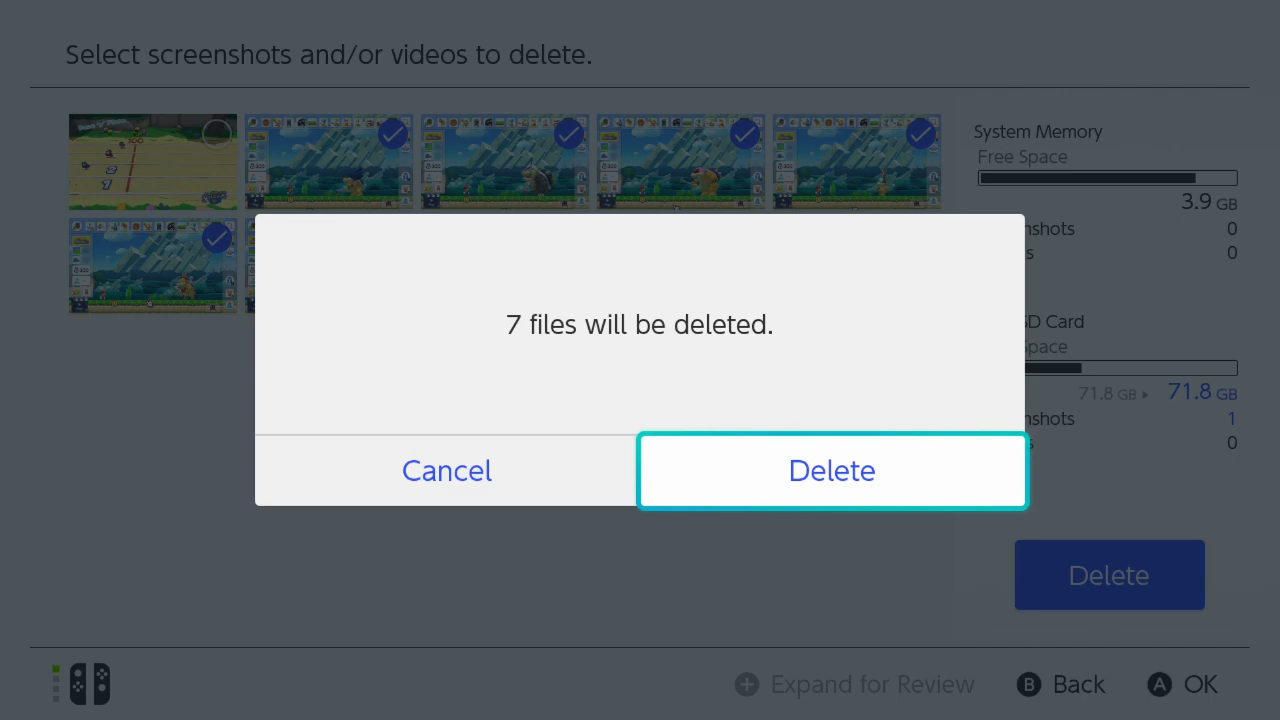 Select screenshots and/or videos to delete.
System Memory
Free Space
3.9 GB
nshots 0
s 0
SD Card
Space
71.8 GB ▸ 71.8 GB
nshots 1
s 0
7 files will be deleted.
Cancel Delete
Delete
+ Expand for Review B Back A OK